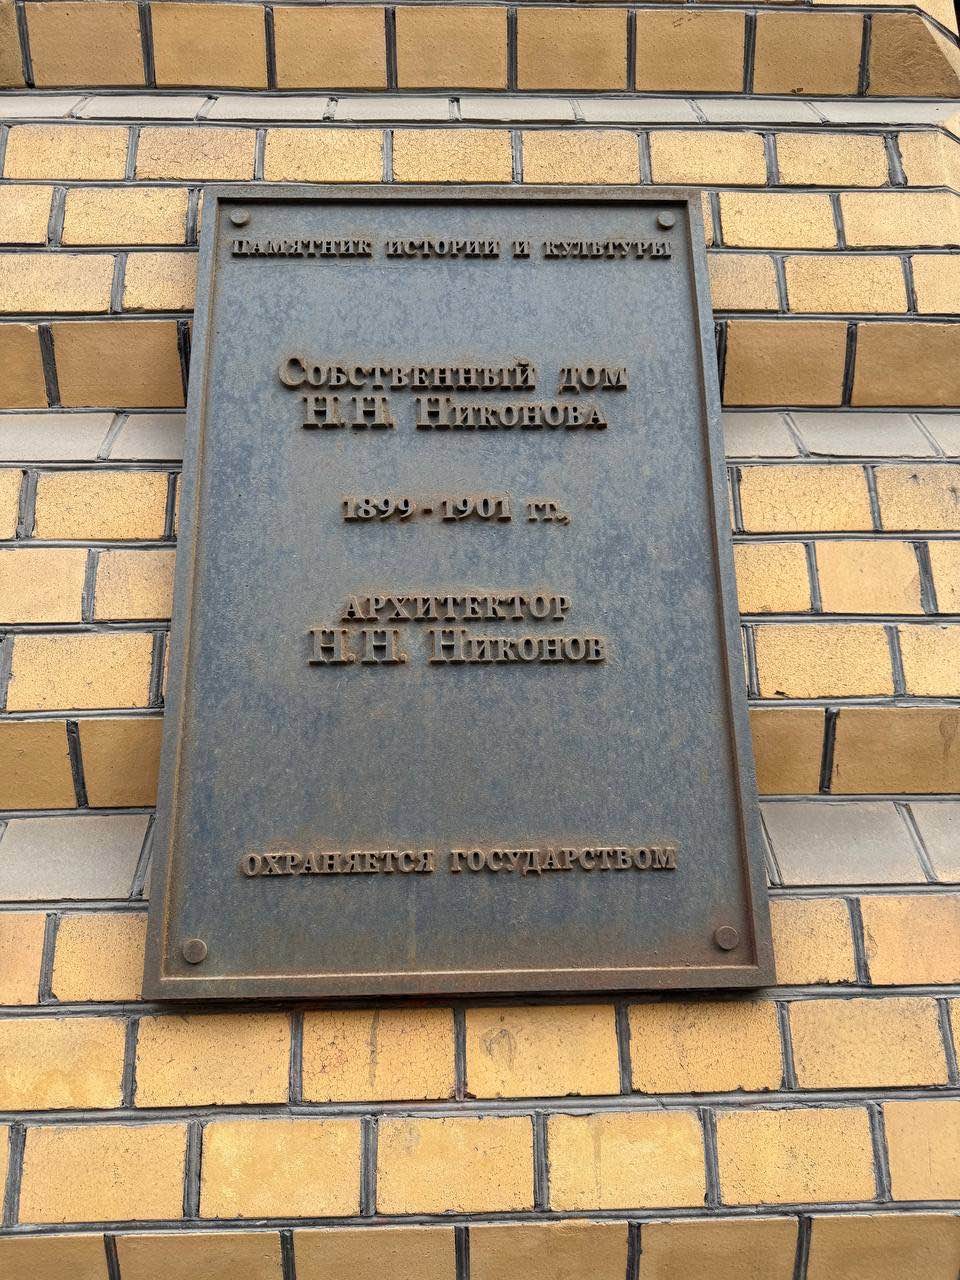 Памятник истории и культуры
Собственный дом
Н.Н. Никонова
1899 - 1901 гг.,
архитектор
Н.Н. Никонов
охраняется государством